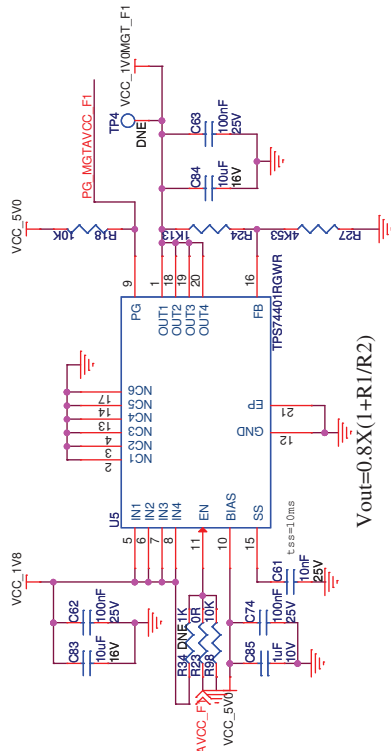 VCC_1V0MGT_F1
TP4
DNE
PG_MGTAVCC_F1
C63
100nF
25V
C84
10uF
16V
VCC_5V0
10K
R18
1K13
R24
4K53
R27
9
1
18
19
20
16
PG
OUT1
OUT2
OUT3
OUT4
FB
TPS74401RGWR
NC6
NC5
NC4
NC3
NC2
NC1
17
14
13
4
3
2
EP
GND
21
12
U5
IN1
IN2
IN3
IN4
EN
BIAS
SS
5
6
7
8
11
10
15
tss=10ms
VCC_1V8
C62
100nF
25V
C83
10uF
16V
R34
DNE
1K
R23
0R
R98
10K
C61
10nF
25V
C74
100nF
25V
C85
1uF
10V
VCC_5V0
Vout=0.8X(1+R1/R2)